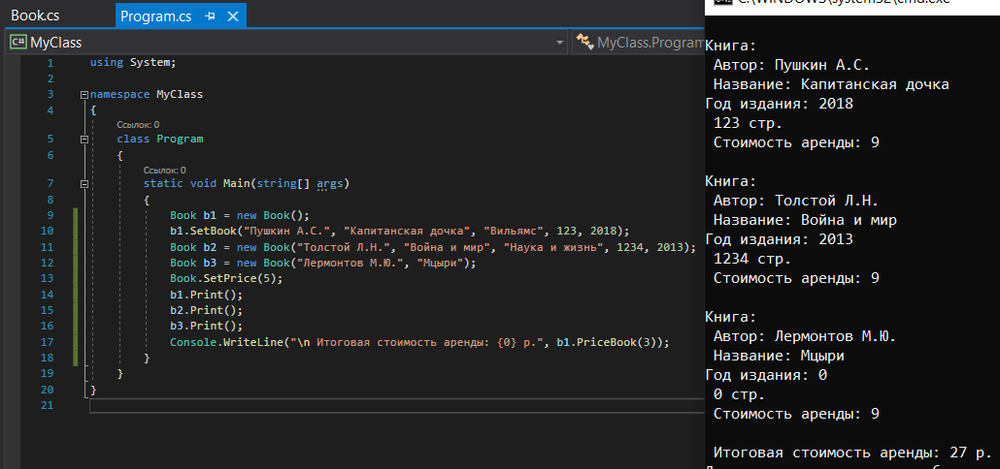 Book.cs
Program.cs
C# MyClass
MyClass.Program
1 using System;
2
3 namespace MyClass
4 {
Ссылок: 0
5 class Program
6 {
Ссылок: 0
7 static void Main(string[] args)
8 {
9 Book b1 = new Book();
10 b1.SetBook("Пушкин А.С.", "Капитанская дочка", "Вильямс", 123, 2018);
11 Book b2 = new Book("Толстой Л.Н.", "Война и мир", "Наука и жизнь", 1234, 2013);
12 Book b3 = new Book("Лермонтов М.Ю.", "Мцыри");
13 Book.SetPrice(5);
14 b1.Print();
15 b2.Print();
16 b3.Print();
17 Console.WriteLine("\n Итоговая стоимость аренды: {0} р.", b1.PriceBook(3));
18 }
19 }
20 }
21
C:\WINDOWS\system32\cmd.exe
Книга:
Автор: Пушкин А.С.
Название: Капитанская дочка
Год издания: 2018
123 стр.
Стоимость аренды: 9
Книга:
Автор: Толстой Л.Н.
Название: Война и мир
Год издания: 2013
1234 стр.
Стоимость аренды: 9
Книга:
Автор: Лермонтов М.Ю.
Название: Мцыри
Год издания: 0
0 стр.
Стоимость аренды: 9
Итоговая стоимость аренды: 27 р.